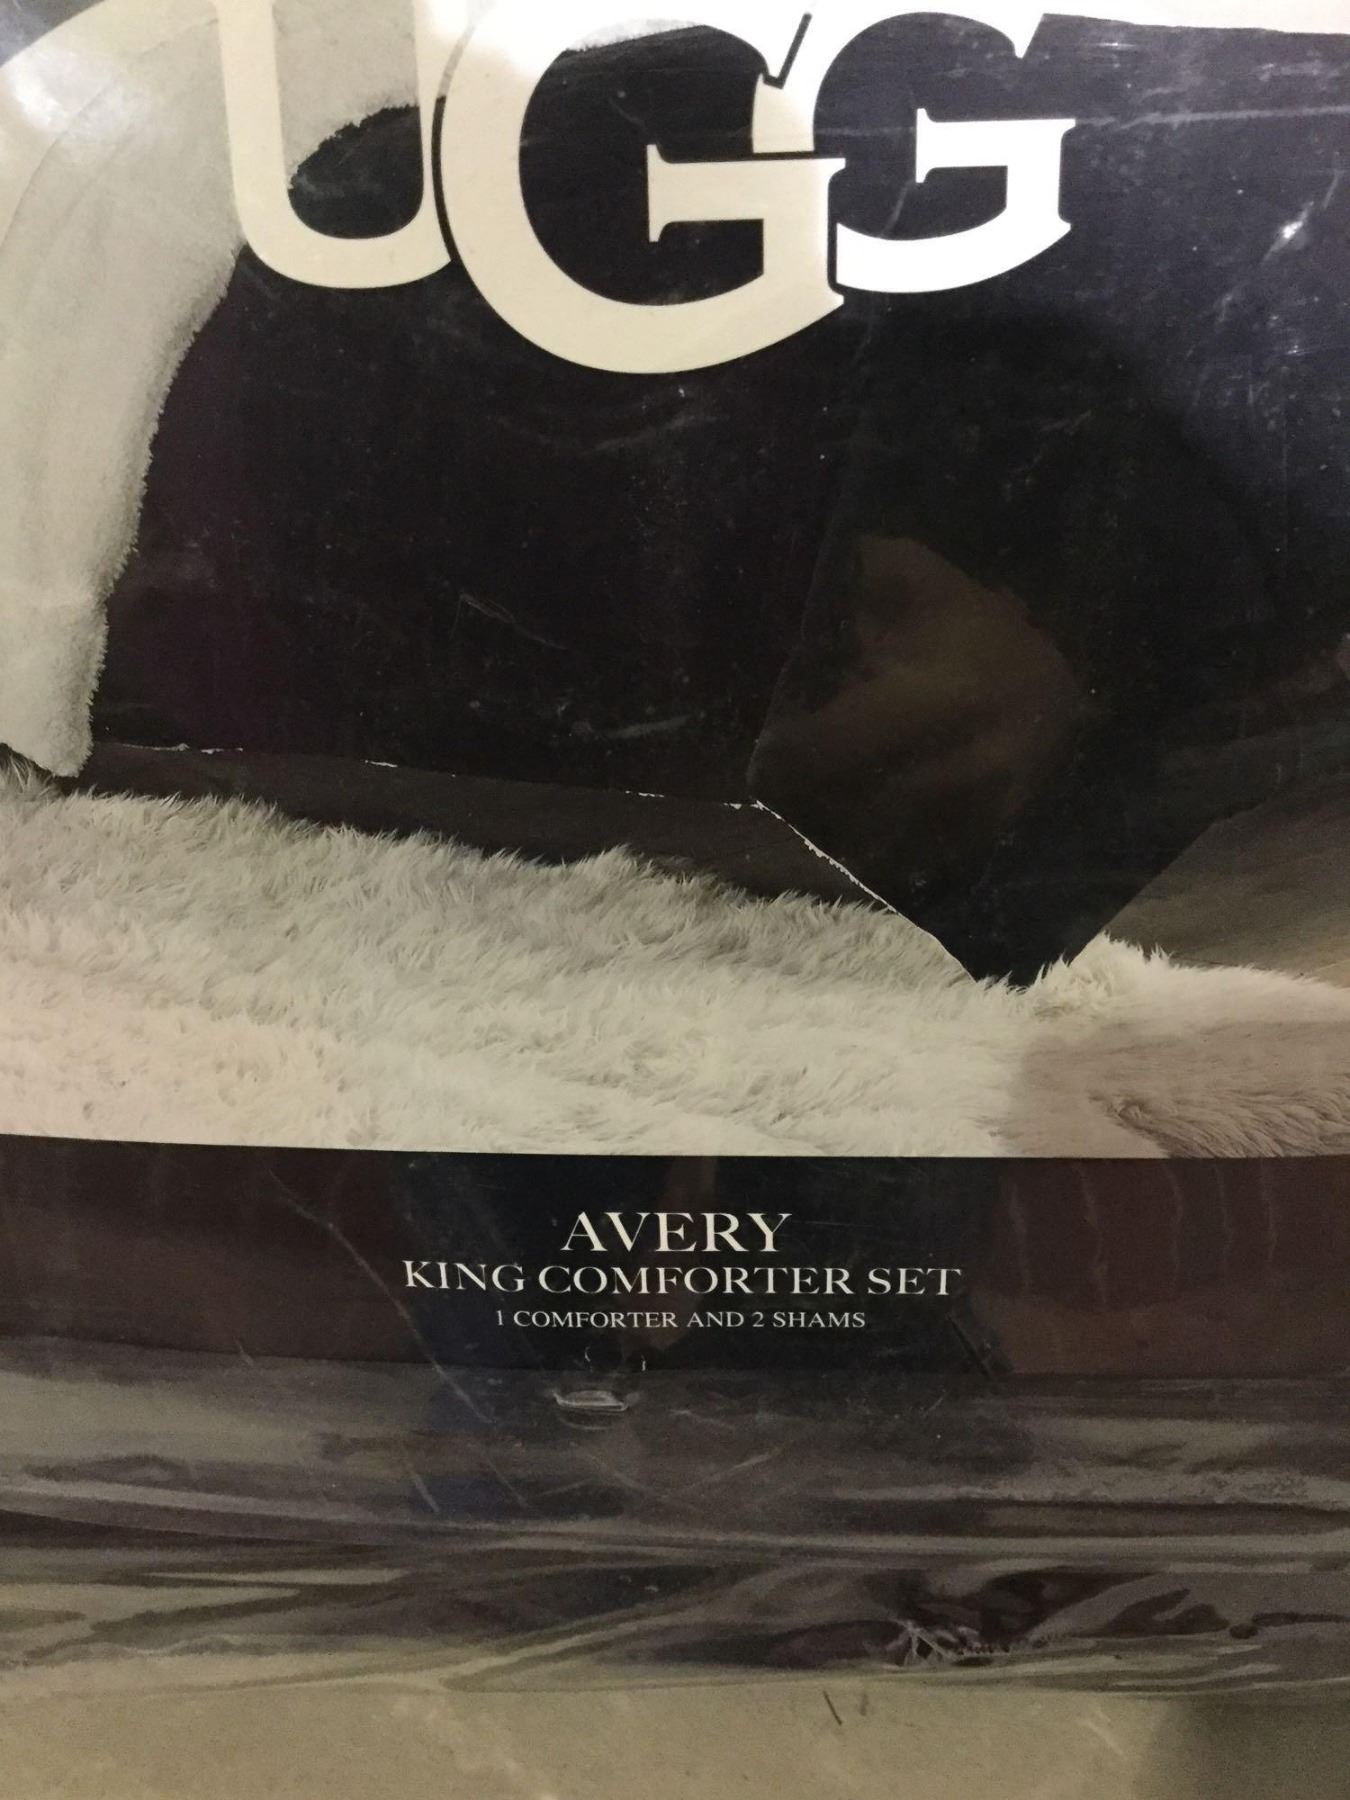 UGG
AVERY
KING COMFORTER SET
1 COMFORTER AND 2 SHAMS